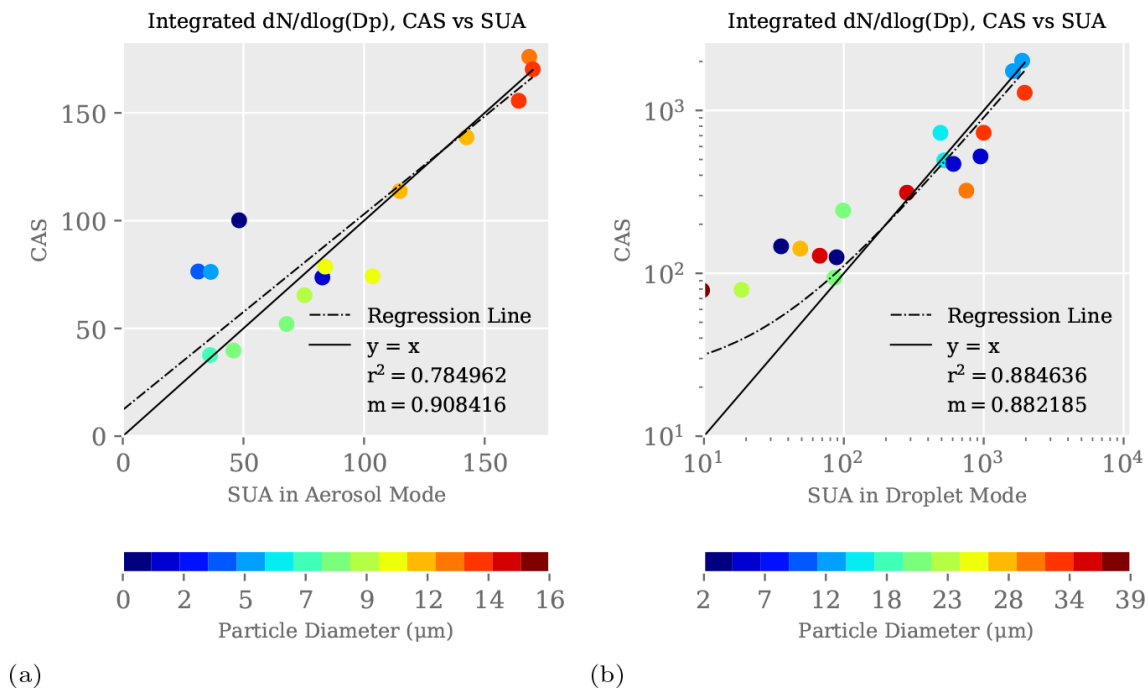 Integrated dN/dlog(Dp), CAS vs SUA
150
100
50
0
CAS
Regression Line
y = x
r² = 0.784962
m = 0.908416
0 50 100 150
SUA in Aerosol Mode
0 2 5 7 9 12 14 16
Particle Diameter (µm)
(a)
Integrated dN/dlog(Dp), CAS vs SUA
10³
10²
10¹
CAS
Regression Line
y = x
r² = 0.884636
m = 0.882185
10¹ 10² 10³ 10⁴
SUA in Droplet Mode
2 7 12 18 23 28 34 39
Particle Diameter (µm)
(b)